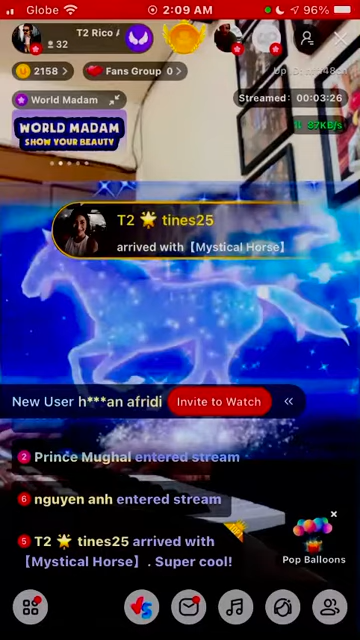 Globe
2:09 AM
96%
T2 Rico
32
2158 >
Fans Group 0 >
World Madam
Streamed: 00:03:26
WORLD MADAM
SHOW YOUR BEAUTY
T2 🌟 tines25
arrived with【Mystical Horse】
New User h***an afridi
Invite to Watch
2 Prince Mughal entered stream
6 nguyen anh entered stream
5 T2 🌟 tines25 arrived with
【Mystical Horse】 . Super cool!
Pop Balloons